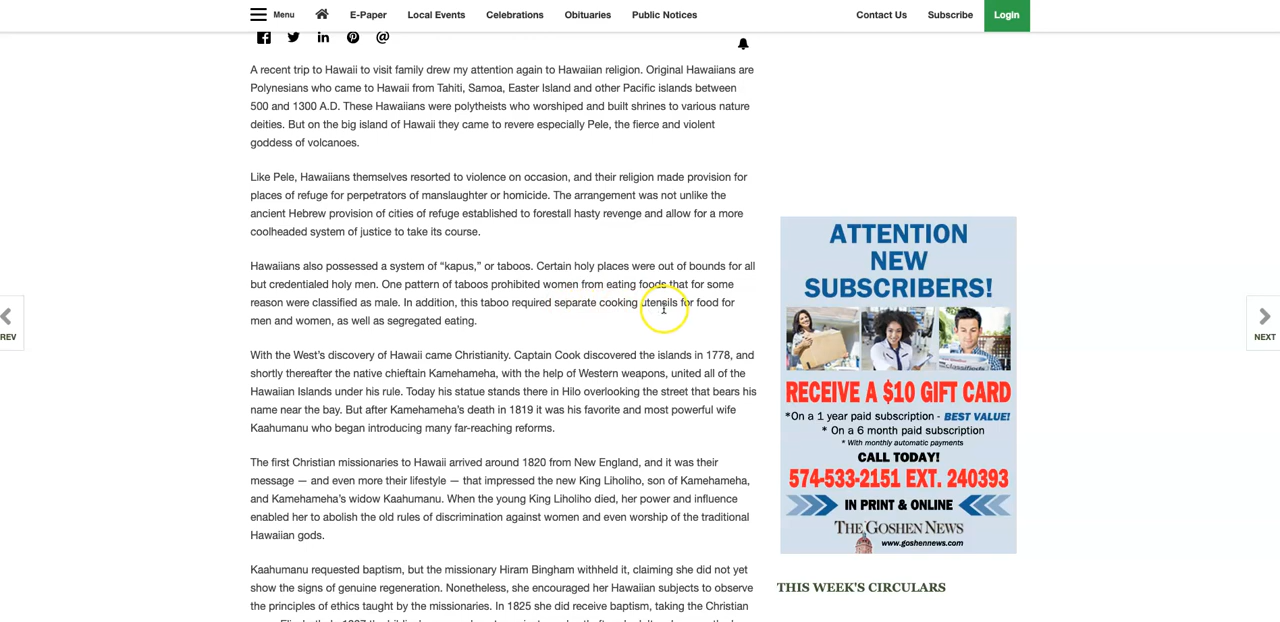 Menu
E-Paper
Local Events
Celebrations
Obituaries
Public Notices
Contact Us
Subscribe
Login
A recent trip to Hawaii to visit family drew my attention again to Hawaiian religion. Original Hawaiians are
Polynesians who came to Hawaii from Tahiti, Samoa, Easter Island and other Pacific islands between
500 and 1300 A.D. These Hawaiians were polytheists who worshiped and built shrines to various nature
deities. But on the big island of Hawaii they came to revere especially Pele, the fierce and violent
goddess of volcanoes.
Like Pele, Hawaiians themselves resorted to violence on occasion, and their religion made provision for
places of refuge for perpetrators of manslaughter or homicide. The arrangement was not unlike the
ancient Hebrew provision of cities of refuge established to forestall hasty revenge and allow for a more
coolheaded system of justice to take its course.
Hawaiians also possessed a system of “kapus,” or taboos. Certain holy places were out of bounds for all
but credentialed holy men. One pattern of taboos prohibited women from eating foods that for some
reason were classified as male. In addition, this taboo required separate cooking utensils for food for
men and women, as well as segregated eating.
With the West’s discovery of Hawaii came Christianity. Captain Cook discovered the islands in 1778, and
shortly thereafter the native chieftain Kamehameha, with the help of Western weapons, united all of the
Hawaiian Islands under his rule. Today his statue stands there in Hilo overlooking the street that bears his
name near the bay. But after Kamehameha’s death in 1819 it was his favorite and most powerful wife
Kaahumanu who began introducing many far-reaching reforms.
The first Christian missionaries to Hawaii arrived around 1820 from New England, and it was their
message — and even more their lifestyle — that impressed the new King Liholiho, son of Kamehameha,
and Kamehameha’s widow Kaahumanu. When the young King Liholiho died, her power and influence
enabled her to abolish the old rules of discrimination against women and even worship of the traditional
Hawaiian gods.
Kaahumanu requested baptism, but the missionary Hiram Bingham withheld it, claiming she did not yet
show the signs of genuine regeneration. Nonetheless, she encouraged her Hawaiian subjects to observe
the principles of ethics taught by the missionaries. In 1825 she did receive baptism, taking the Christian
REV
NEXT
ATTENTION
NEW
SUBSCRIBERS!
RECEIVE A $10 GIFT CARD
*On a 1 year paid subscription - BEST VALUE!
* On a 6 month paid subscription
* With monthly automatic payments
CALL TODAY!
574-533-2151 EXT. 240393
IN PRINT & ONLINE
THE GOSHEN NEWS
www.goshennews.com
THIS WEEK'S CIRCULARS